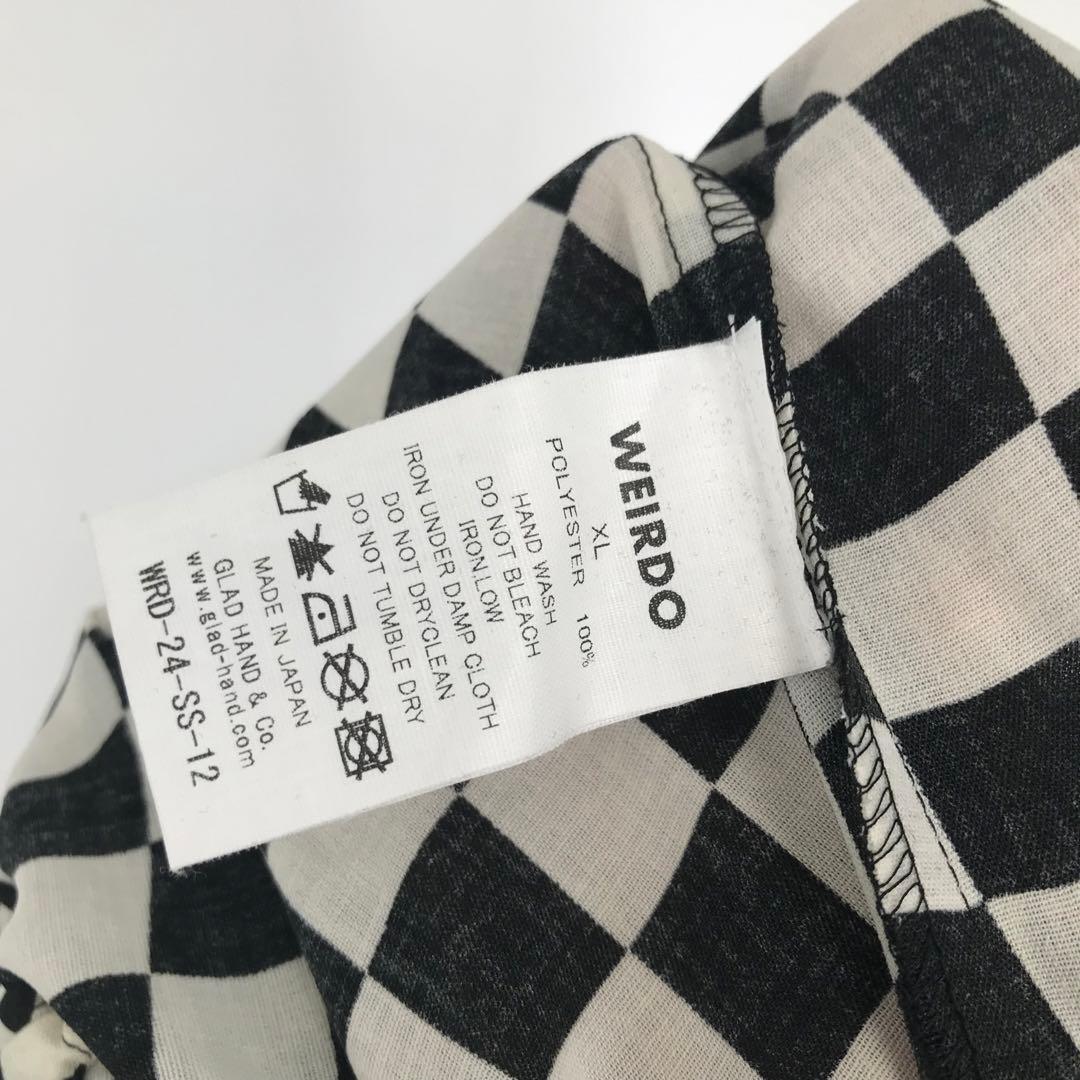 WEIRDO
XL
POLYESTER 100%
HAND WASH
DO NOT BLEACH
IRON.LOW
IRON UNDER DAMP CLOTH
DO NOT DRYCLEAN
DO NOT TUMBLE DRY
MADE IN JAPAN
GLAD HAND & Co.
www.glad-hand.com
WRD-24-SS-12